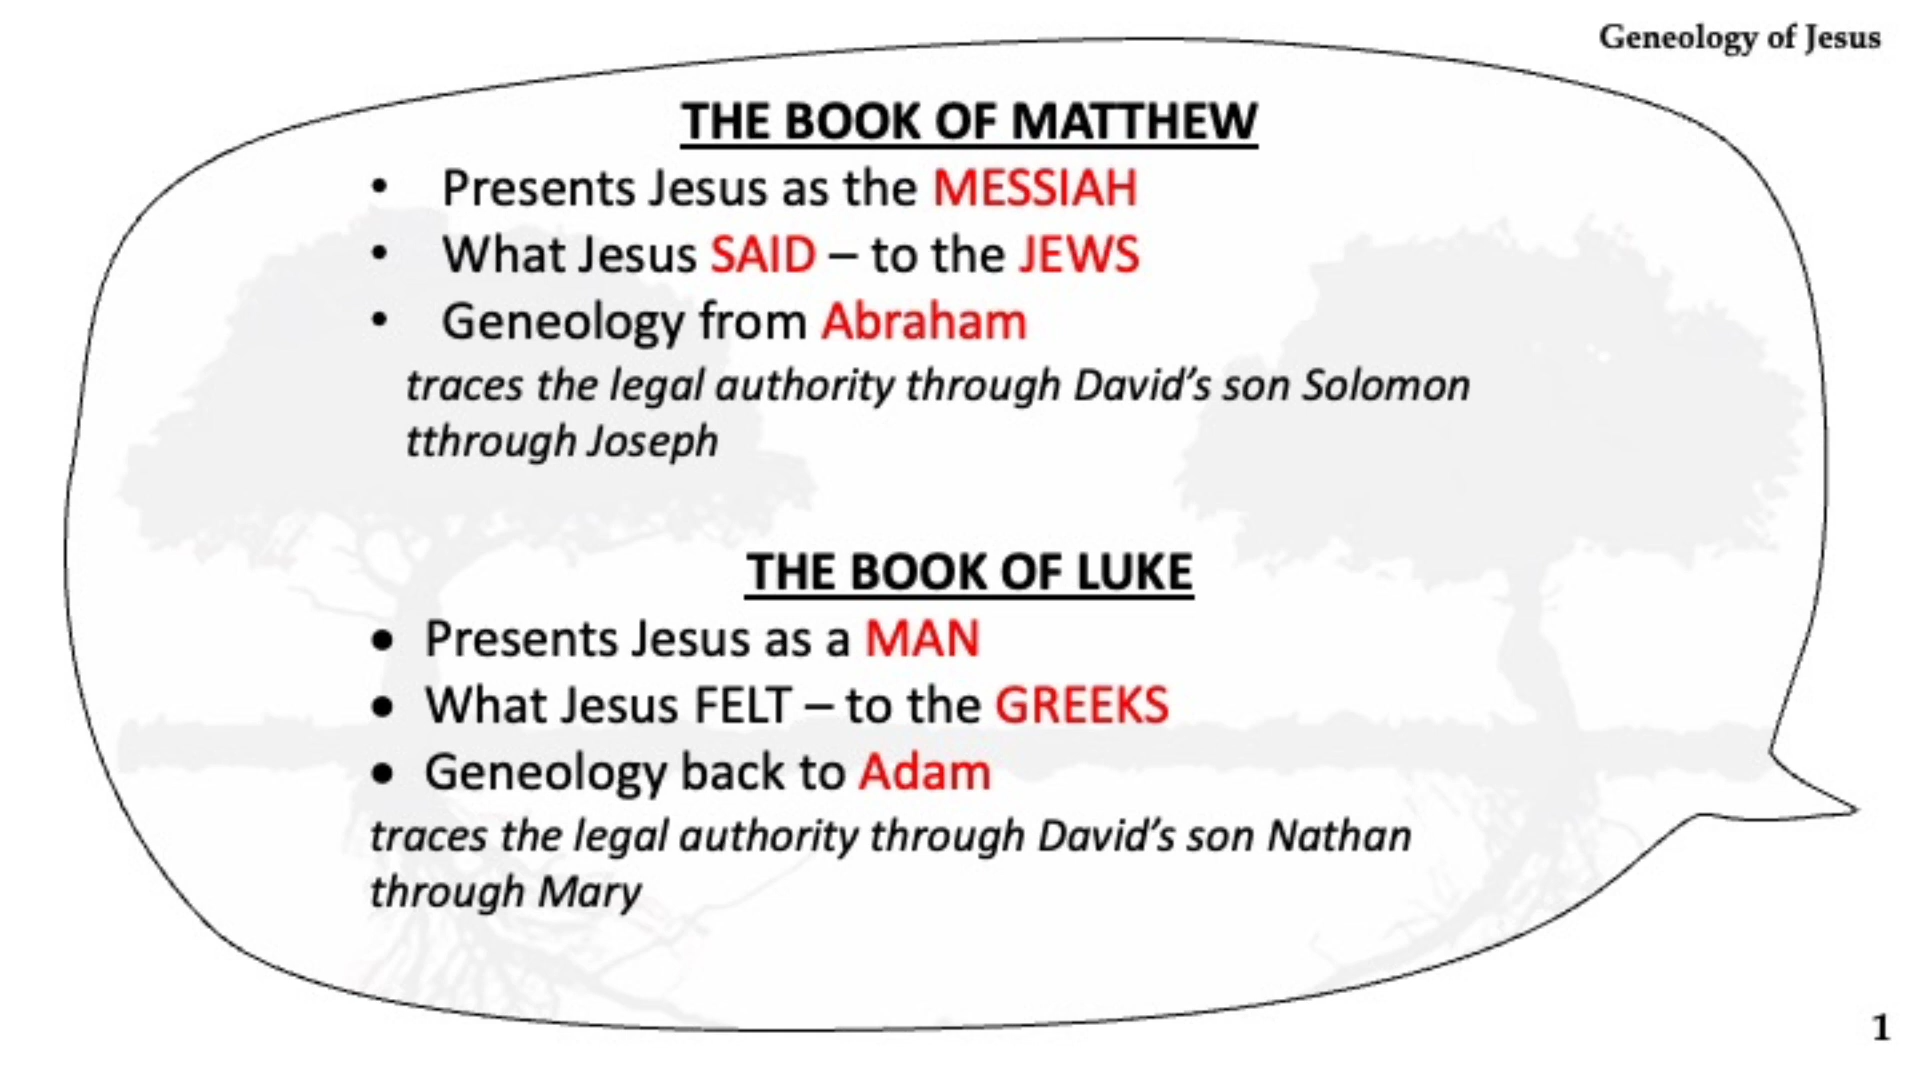 Geneology of Jesus
THE BOOK OF MATTHEW
• Presents Jesus as the MESSIAH
• What Jesus SAID – to the JEWS
• Geneology from Abraham
traces the legal authority through David’s son Solomon
tthrough Joseph
THE BOOK OF LUKE
• Presents Jesus as a MAN
• What Jesus FELT – to the GREEKS
• Geneology back to Adam
traces the legal authority through David’s son Nathan
through Mary
1